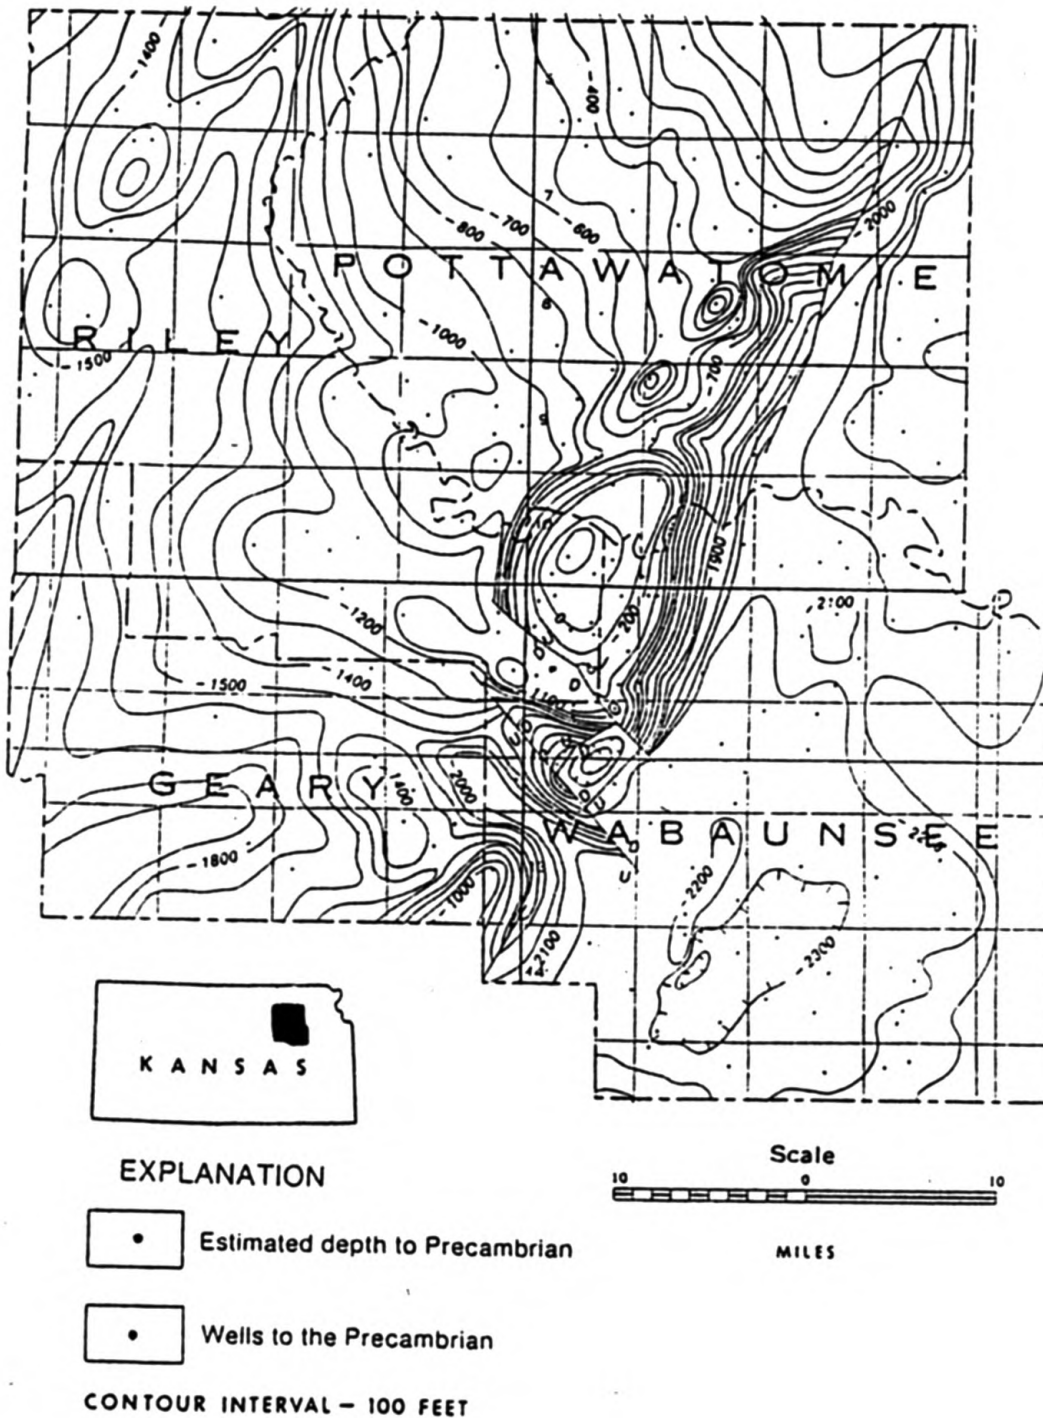 -1400
-400
7
-600
-700
-800
-2000
POTTAWATOMIE
8
-1000
RILEY
-1500
-700
5
-1900
-2100
-200
-1200
-1400
-1500
-1100
D
U
GEARY
1400
-2000
WABAUNSEE
-1800
-2200
-1000
-2100
-2300
KANSAS
EXPLANATION
Estimated depth to Precambrian
Wells to the Precambrian
CONTOUR INTERVAL – 100 FEET
Scale
10 0 10
MILES